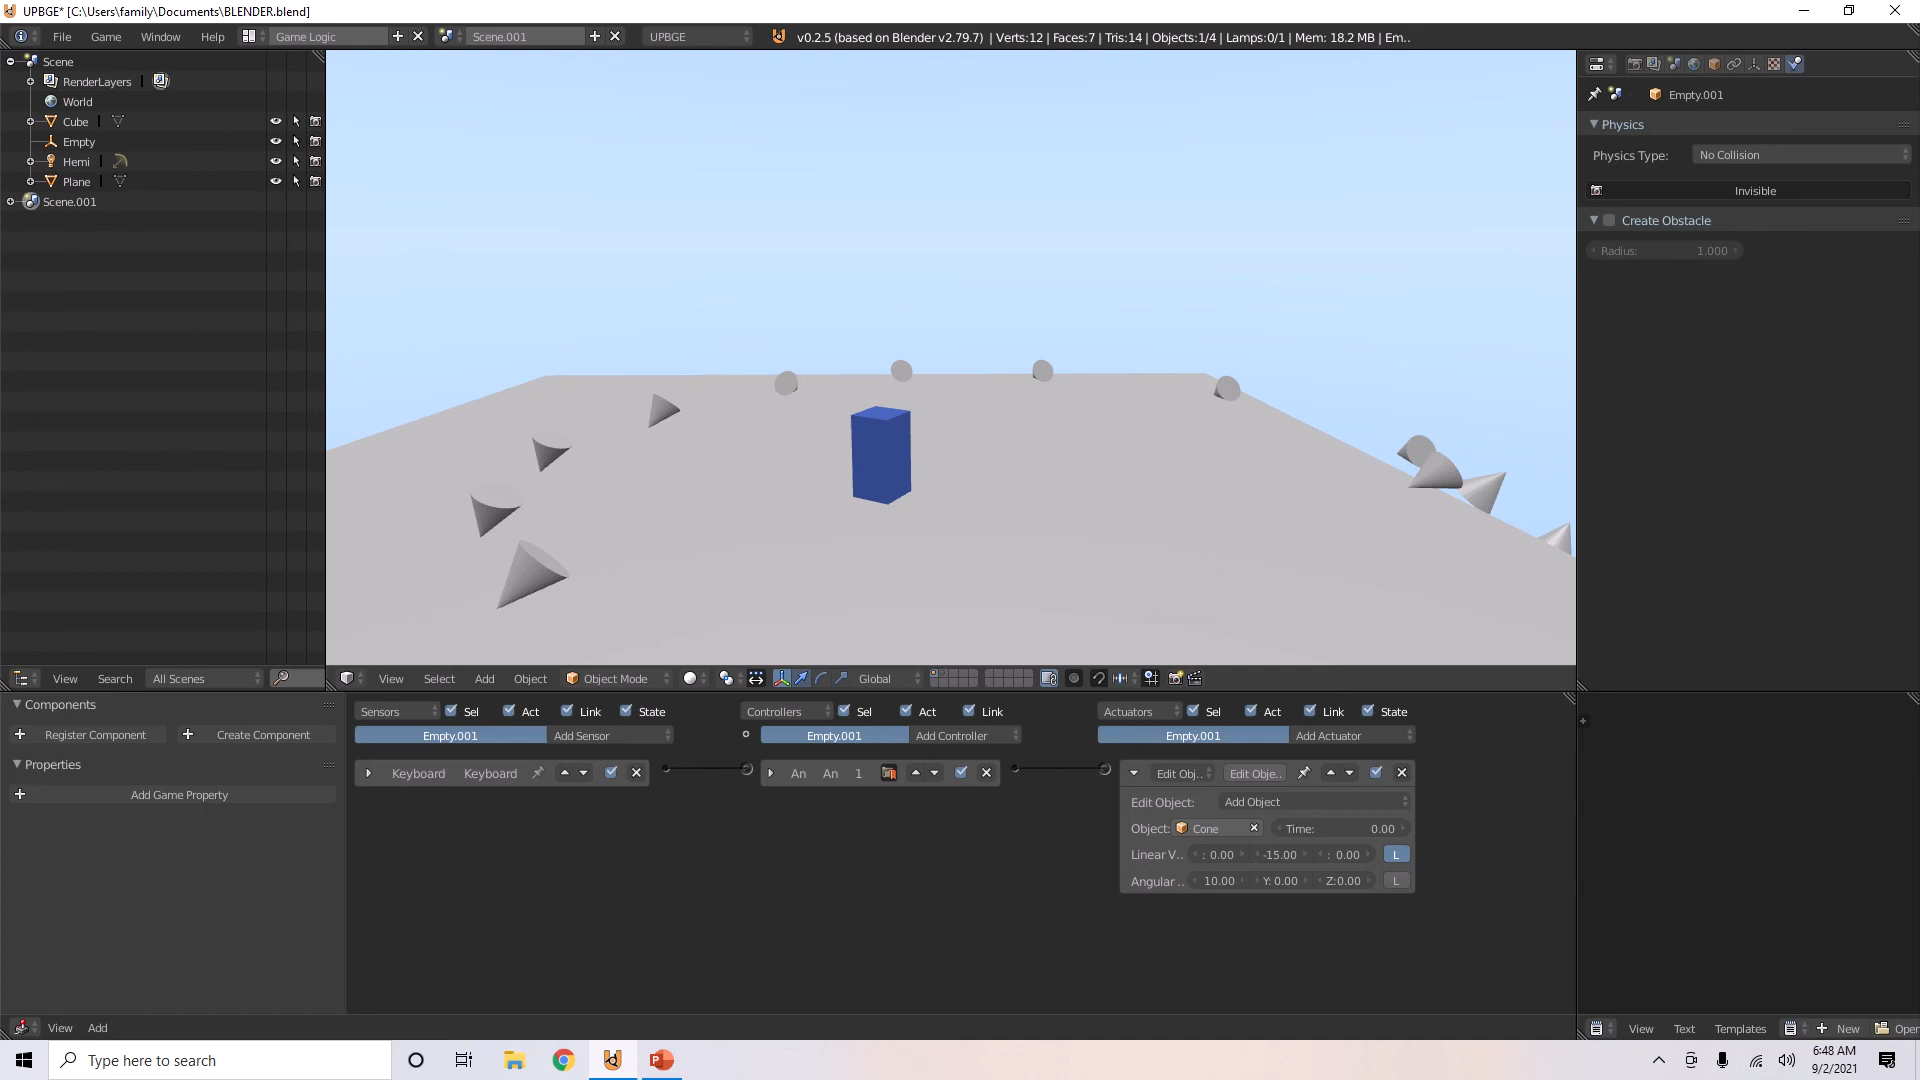 UPBGE* [C:\Users\family\Documents\BLENDER.blend]
File Game Window Help Game Logic Scene.001 UPBGE v0.2.5 (based on Blender v2.79.7) | Verts:12 | Faces:7 | Tris:14 | Objects:1/4 | Lamps:0/1 | Mem: 18.2 MB | Em..
Scene
RenderLayers
World
Cube
Empty
Hemi
Plane
Scene.001
Empty.001
Physics
Physics Type: No Collision
Invisible
Create Obstacle
Radius: 1.000
View Search All Scenes
View Select Add Object Object Mode Global
Components
Register Component Create Component
Properties
Add Game Property
Sensors Sel Act Link State Controllers Sel Act Link Actuators Sel Act Link State
Empty.001 Add Sensor Empty.001 Add Controller Empty.001 Add Actuator
Keyboard Keyboard An An 1 Edit Obj.. Edit Obje..
Edit Object: Add Object
Object: Cone Time: 0.00
Linear V.. : 0.00 -15.00 : 0.00 L
Angular .. 10.00 Y: 0.00 Z:0.00 L
View Add
View Text Templates New Open
Type here to search
6:48 AM
9/2/2021